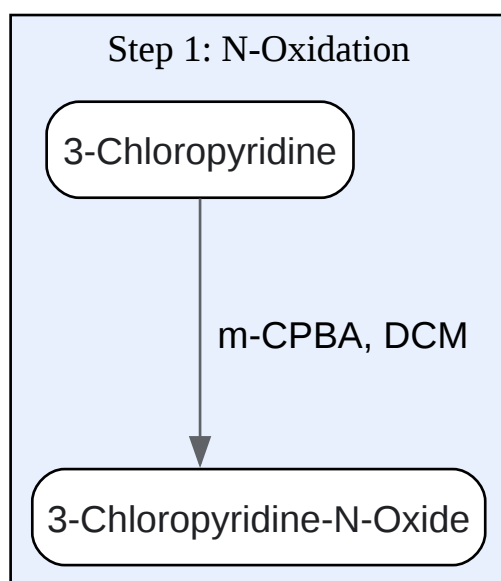 Step 1: N-Oxidation
3-Chloropyridine
m-CPBA, DCM
3-Chloropyridine-N-Oxide